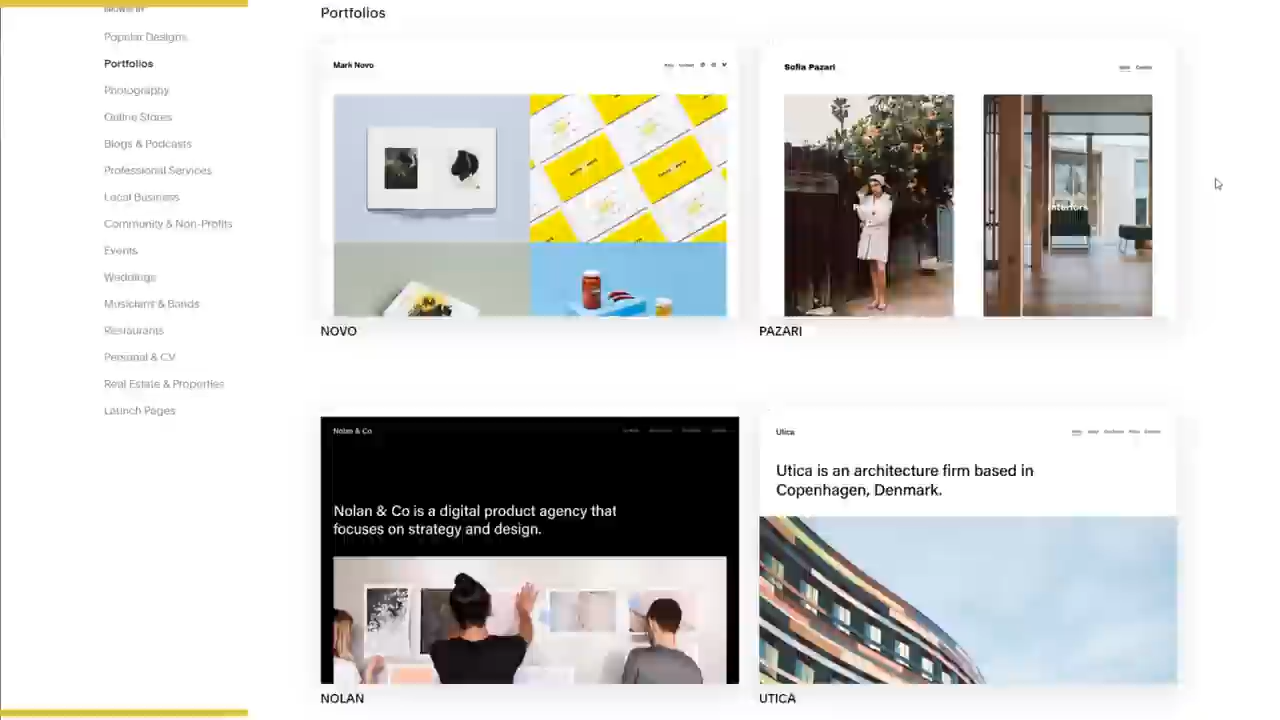 Popular Designs
Portfolios
Photography
Online Stores
Blogs & Podcasts
Professional Services
Local Business
Community & Non-Profits
Events
Weddings
Musicians & Bands
Restaurants
Personal & CV
Real Estate & Properties
Launch Pages
Portfolios
Mark Novo
NOVO
Sofia Pazari
Interiors
PAZARI
Nolan & Co
Nolan & Co is a digital product agency that
focuses on strategy and design.
NOLAN
Utica
Utica is an architecture firm based in
Copenhagen, Denmark.
UTICA